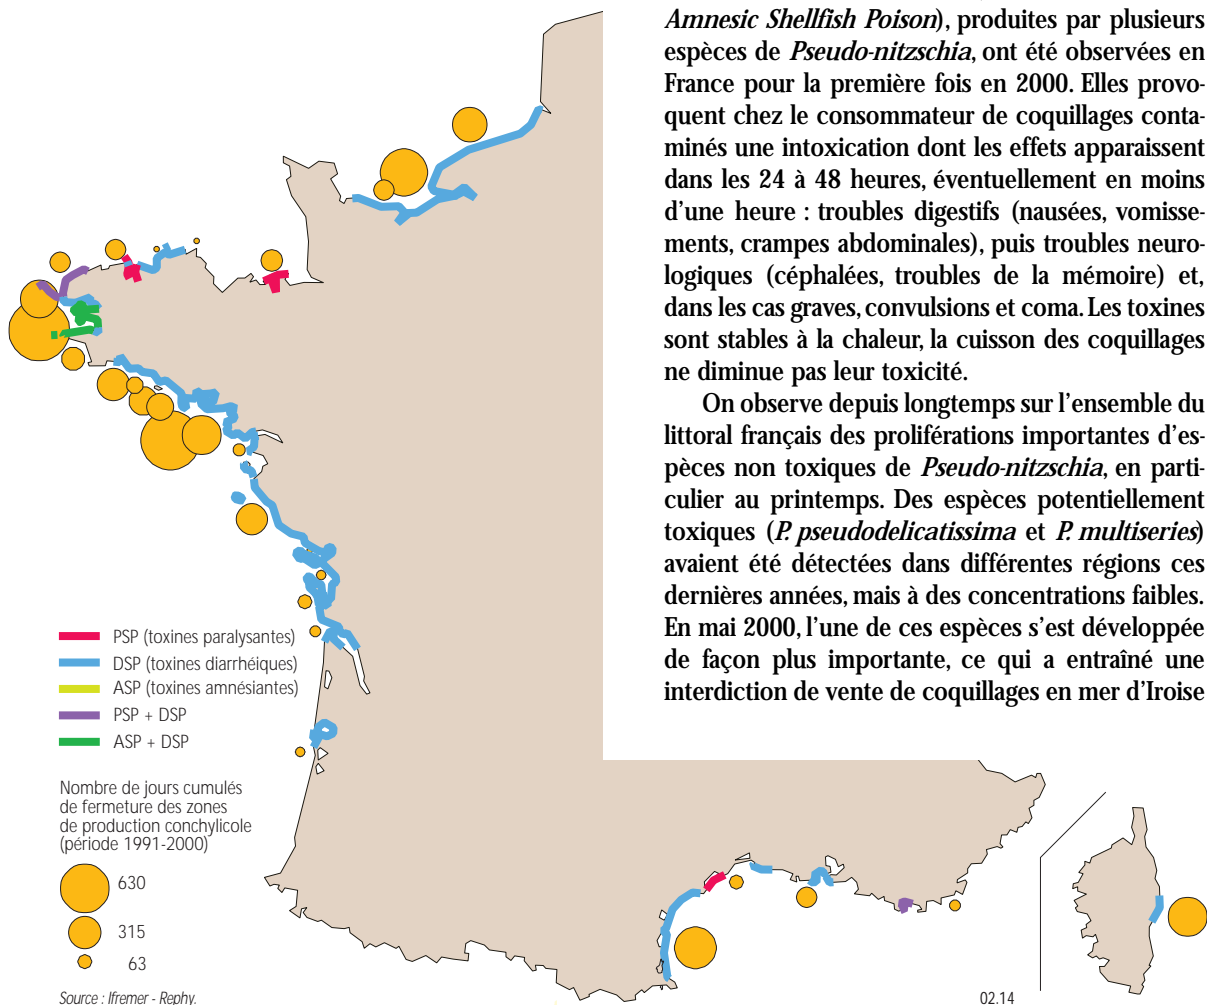 Amnesic Shellfish Poison), produites par plusieurs
espèces de Pseudo-nitzschia, ont été observées en
France pour la première fois en 2000. Elles provo-
quent chez le consommateur de coquillages conta-
minés une intoxication dont les effets apparaissent
dans les 24 à 48 heures, éventuellement en moins
d'une heure : troubles digestifs (nausées, vomisse-
ments, crampes abdominales), puis troubles neuro-
logiques (céphalées, troubles de la mémoire) et,
dans les cas graves, convulsions et coma. Les toxines
sont stables à la chaleur, la cuisson des coquillages
ne diminue pas leur toxicité.
On observe depuis longtemps sur l'ensemble du
littoral français des proliférations importantes d'es-
pèces non toxiques de Pseudo-nitzschia, en parti-
culier au printemps. Des espèces potentiellement
toxiques (P. pseudodelicatissima et P. multiseries)
avaient été détectées dans différentes régions ces
dernières années, mais à des concentrations faibles.
En mai 2000, l'une de ces espèces s'est développée
de façon plus importante, ce qui a entraîné une
interdiction de vente de coquillages en mer d'Iroise
PSP (toxines paralysantes)
DSP (toxines diarrhéiques)
ASP (toxines amnésiantes)
PSP + DSP
ASP + DSP
Nombre de jours cumulés
de fermeture des zones
de production conchylicole
(période 1991-2000)
630
315
63
Source : Ifremer - Rephy.
02.14